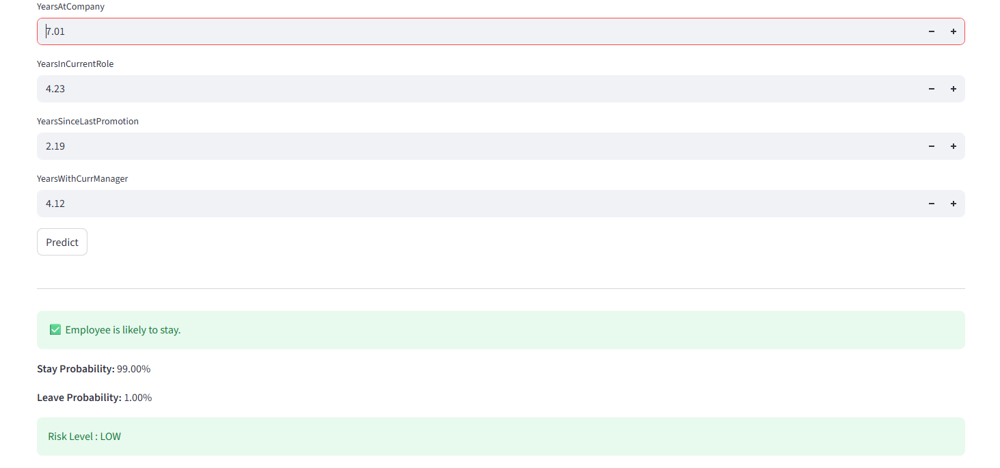 YearsAtCompany
7.01
YearsInCurrentRole
4.23
YearsSinceLastPromotion
2.19
YearsWithCurrManager
4.12
Predict
✅ Employee is likely to stay.
Stay Probability: 99.00%
Leave Probability: 1.00%
Risk Level : LOW